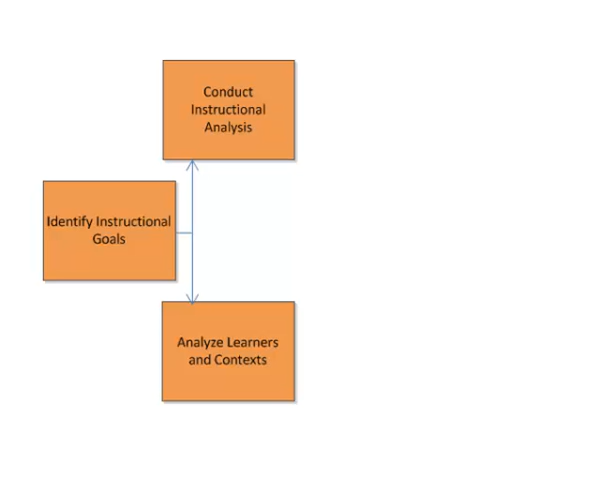 Conduct
Instructional
Analysis
Identify Instructional
Goals
Analyze Learners
and Contexts